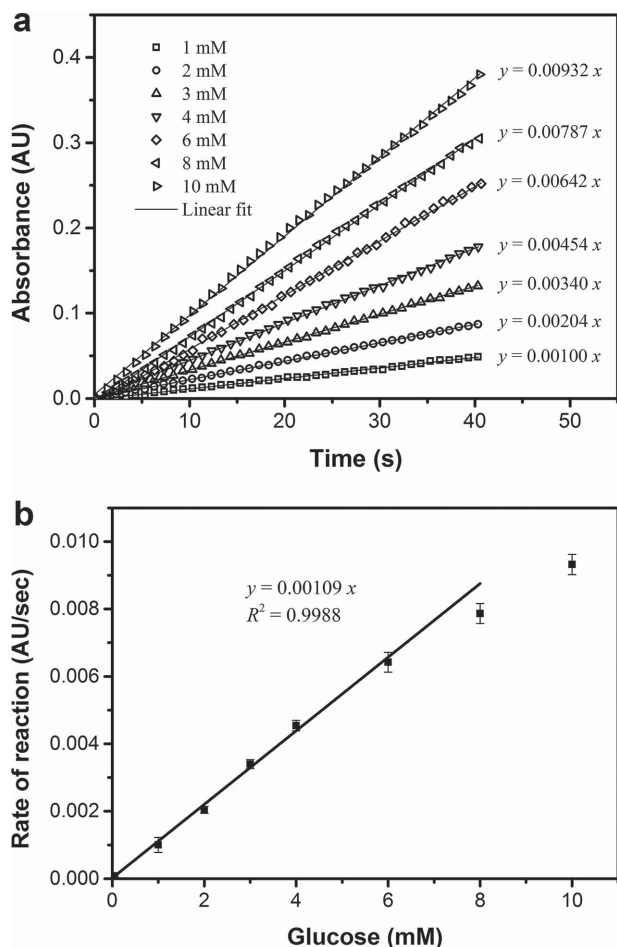 a
0.4
0.3
0.2
0.1
0.0
Absorbance (AU)
1 mM
2 mM
3 mM
4 mM
6 mM
8 mM
10 mM
Linear fit
y = 0.00932 x
y = 0.00787 x
y = 0.00642 x
y = 0.00454 x
y = 0.00340 x
y = 0.00204 x
y = 0.00100 x
0 10 20 30 40 50
Time (s)
b
0.010
0.008
0.006
0.004
0.002
0.000
Rate of reaction (AU/sec)
y = 0.00109 x
R² = 0.9988
0 2 4 6 8 10
Glucose (mM)